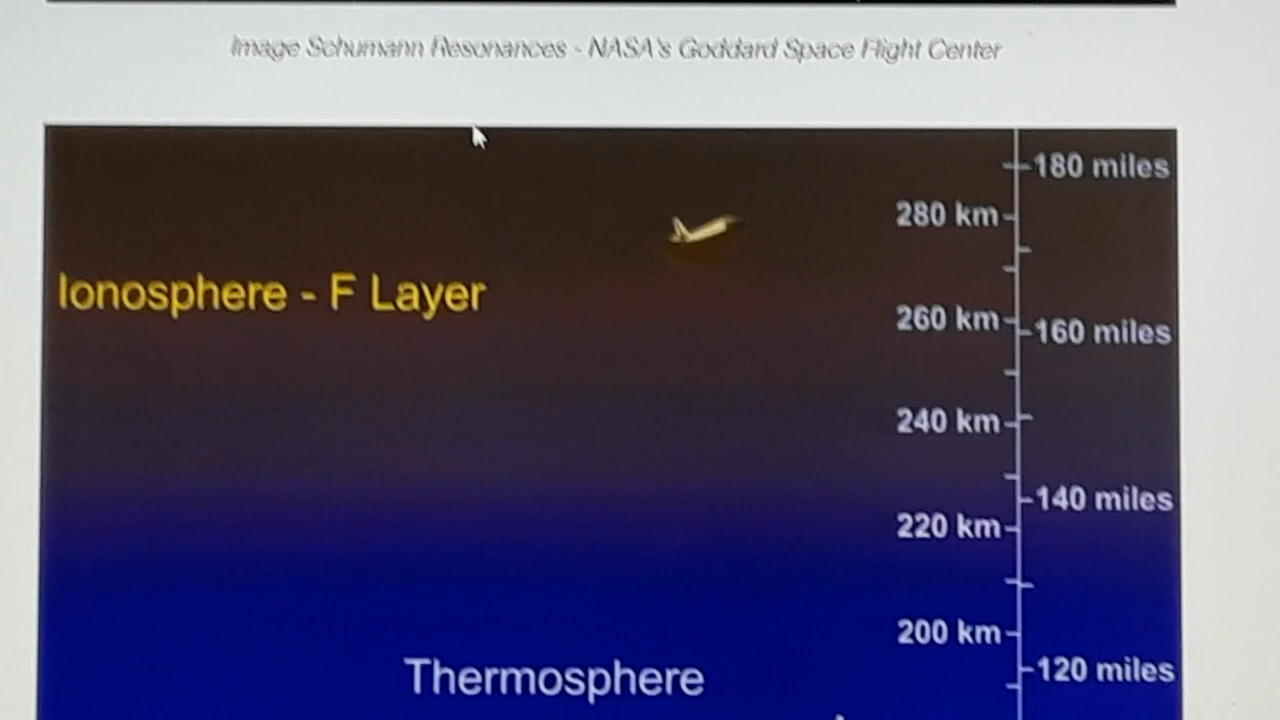 Image Schumann Resonances - NASA's Goddard Space Flight Center
180 miles
280 km
Ionosphere - F Layer
260 km
160 miles
240 km
140 miles
220 km
200 km
Thermosphere
120 miles